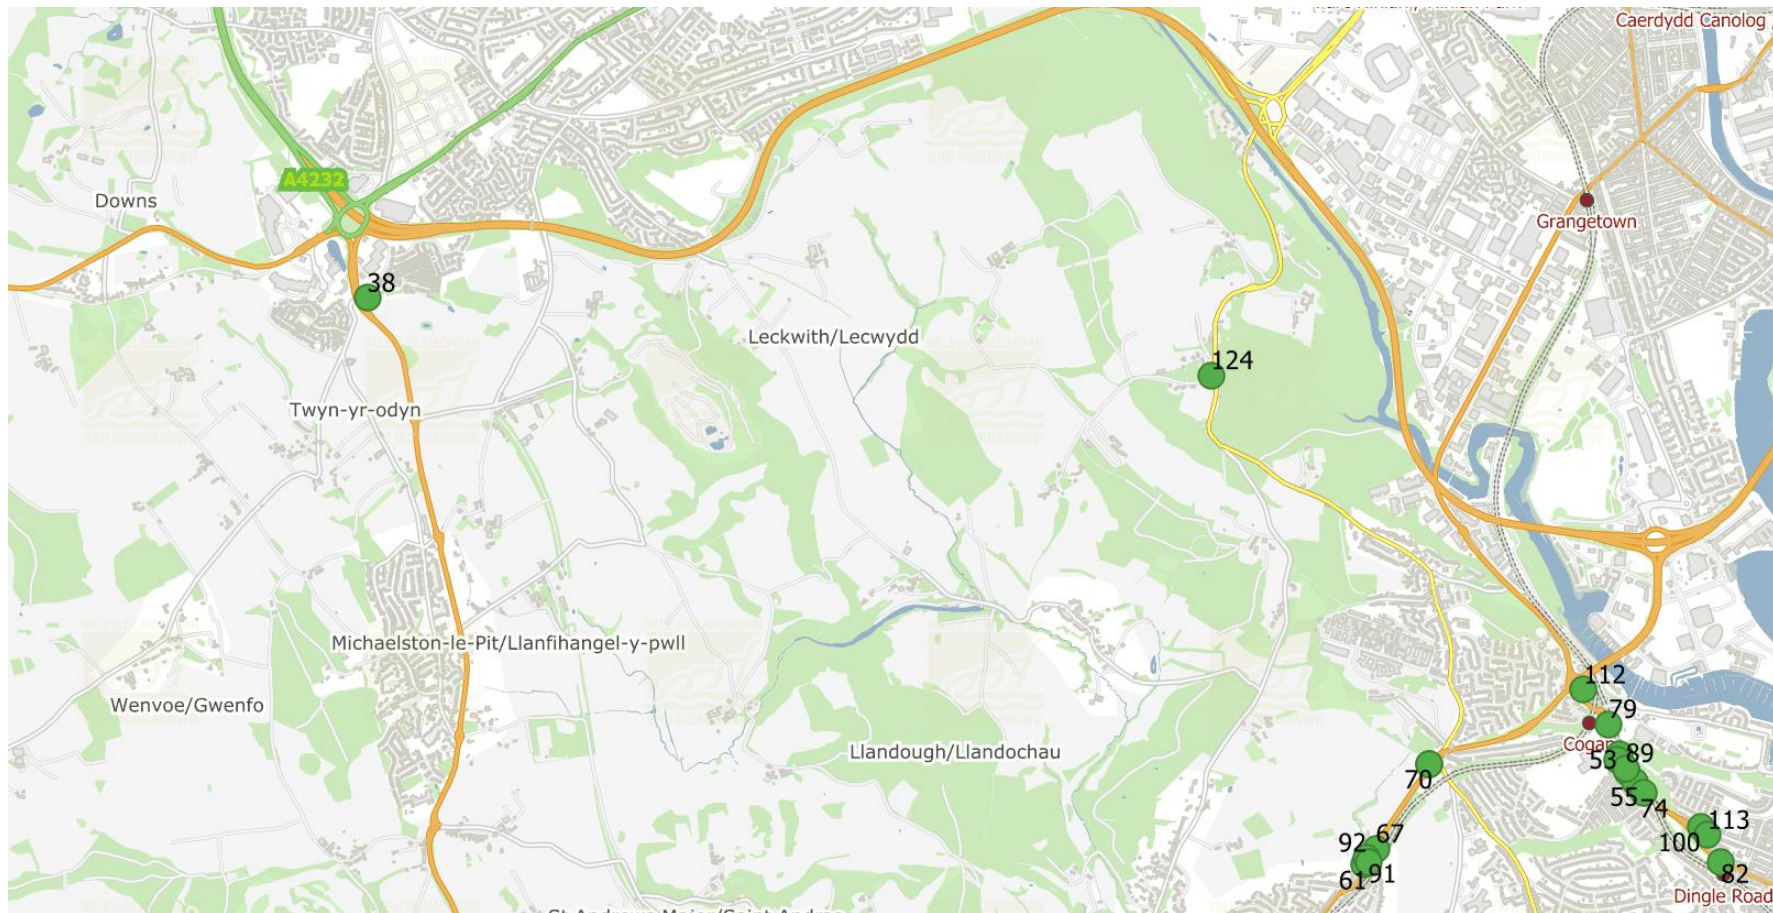 Caerdydd Canolog
A4232
Downs
Grangetown
38
Leckwith/Lecwydd
124
Twyn-yr-odyn
Michaelston-le-Pit/Llanfihangel-y-pwll
112
Wenvoe/Gwenfo
79
Llandough/Llandochau
Cogan
53
89
70
55
74
113
92
67
100
61
91
82
Dingle Road